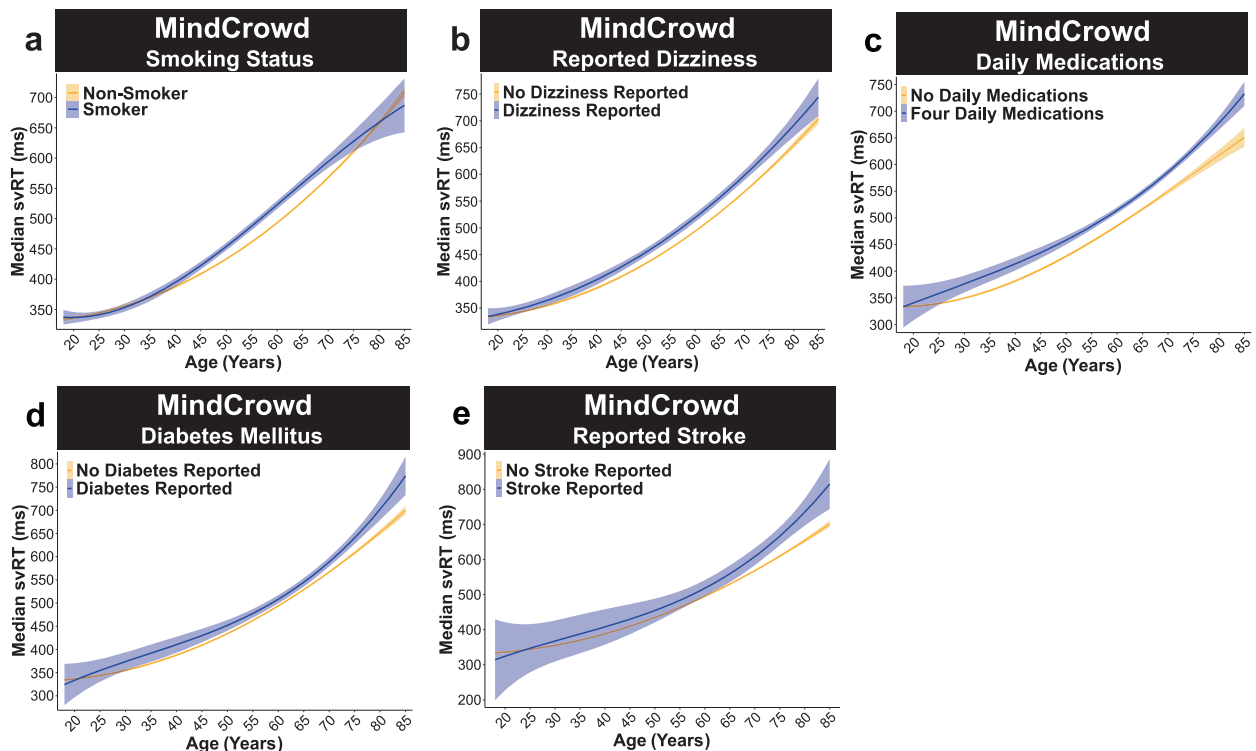 a
MindCrowd
Smoking Status
Non-Smoker
Smoker
Median svRT (ms)
700
650
600
550
500
450
400
350
20 25 30 35 40 45 50 55 60 65 70 75 80 85
Age (Years)
b
MindCrowd
Reported Dizziness
No Dizziness Reported
Dizziness Reported
Median svRT (ms)
750
700
650
600
550
500
450
400
350
20 25 30 35 40 45 50 55 60 65 70 75 80 85
Age (Years)
c
MindCrowd
Daily Medications
No Daily Medications
Four Daily Medications
Median svRT (ms)
750
700
650
600
550
500
450
400
350
300
20 25 30 35 40 45 50 55 60 65 70 75 80 85
Age (Years)
d
MindCrowd
Diabetes Mellitus
No Diabetes Reported
Diabetes Reported
Median svRT (ms)
800
750
700
650
600
550
500
450
400
350
300
20 25 30 35 40 45 50 55 60 65 70 75 80 85
Age (Years)
e
MindCrowd
Reported Stroke
No Stroke Reported
Stroke Reported
Median svRT (ms)
900
800
700
600
500
400
300
200
20 25 30 35 40 45 50 55 60 65 70 75 80 85
Age (Years)